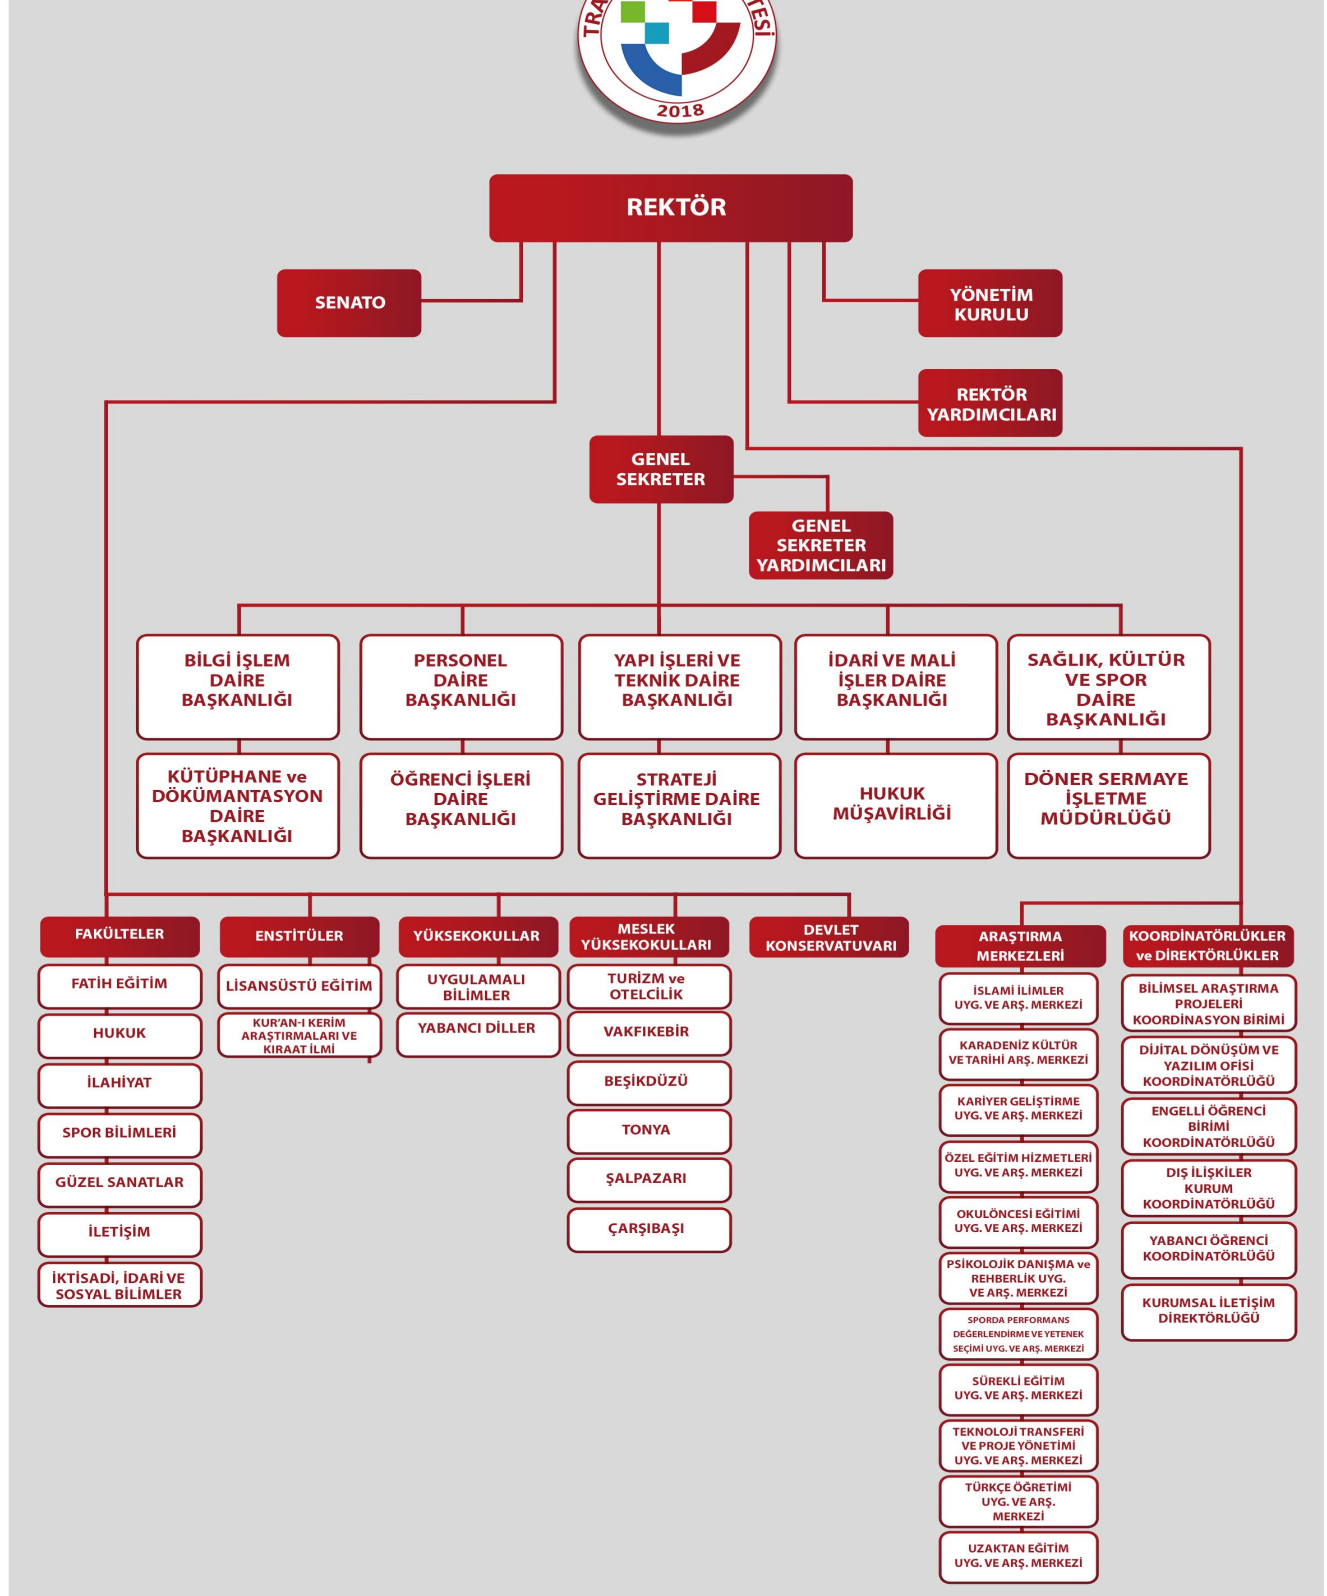 2018
REKTÖR
SENATO
YÖNETİM
KURULU
REKTÖR
YARDIMCILARI
GENEL
SEKRETER
GENEL
SEKRETER
YARDIMCILARI
BİLGİ İŞLEM
DAİRE
BAŞKANLIĞI
PERSONEL
DAİRE
BAŞKANLIĞI
YAPI İŞLERİ VE
TEKNİK DAİRE
BAŞKANLIĞI
İDARİ VE MALİ
İŞLER DAİRE
BAŞKANLIĞI
SAĞLIK, KÜLTÜR
VE SPOR
DAİRE
BAŞKANLIĞI
KÜTÜPHANE ve
DÖKÜMANTASYON
DAİRE
BAŞKANLIĞI
ÖĞRENCİ İŞLERİ
DAİRE
BAŞKANLIĞI
STRATEJİ
GELİŞTİRME DAİRE
BAŞKANLIĞI
HUKUK
MÜŞAVİRLİĞİ
DÖNER SERMAYE
İŞLETME
MÜDÜRLÜĞÜ
FAKÜLTELER
FATİH EĞİTİM
HUKUK
İLAHİYAT
SPOR BİLİMLERİ
GÜZEL SANATLAR
İLETİŞİM
İKTİSADİ, İDARİ VE
SOSYAL BİLİMLER
ENSTİTÜLER
LİSANSÜSTÜ EĞİTİM
KUR'AN-I KERİM
ARAŞTIRMALARI VE
KIRAAT İLMİ
YÜKSEKOKULLAR
UYGULAMALI
BİLİMLER
YABANCI DİLLER
MESLEK
YÜKSEKOKULLARI
TURİZM ve
OTELCİLİK
VAKFIKEBİR
BEŞİKDÜZÜ
TONYA
ŞALPAZARI
ÇARŞIBAŞI
DEVLET
KONSERVATUVARI
ARAŞTIRMA
MERKEZLERİ
İSLAMİ İLİMLER
UYG. VE ARŞ. MERKEZİ
KARADENİZ KÜLTÜR
VE TARİHİ ARŞ. MERKEZİ
KARİYER GELİŞTİRME
UYG. VE ARŞ. MERKEZİ
ÖZEL EĞİTİM HİZMETLERİ
UYG. VE ARŞ. MERKEZİ
OKULÖNCESİ EĞİTİMİ
UYG. VE ARŞ. MERKEZİ
PSİKOLOJİK DANIŞMA ve
REHBERLİK UYG.
VE ARŞ. MERKEZİ
SPORDA PERFORMANS
DEĞERLENDİRME VE YETENEK
SEÇİMİ UYG. VE ARŞ. MERKEZİ
SÜREKLİ EĞİTİM
UYG. VE ARŞ. MERKEZİ
TEKNOLOJİ TRANSFERİ
VE PROJE YÖNETİMİ
UYG. VE ARŞ. MERKEZİ
TÜRKÇE ÖĞRETİMİ
UYG. VE ARŞ.
MERKEZİ
UZAKTAN EĞİTİM
UYG. VE ARŞ. MERKEZİ
KOORDİNATÖRLÜKLER
ve DİREKTÖRLÜKLER
BİLİMSEL ARAŞTIRMA
PROJELERİ
KOORDİNASYON BİRİMİ
DİJİTAL DÖNÜŞÜM VE
YAZILIM OFİSİ
KOORDİNATÖRLÜĞÜ
ENGELLİ ÖĞRENCİ
BİRİMİ
KOORDİNATÖRLÜĞÜ
DIŞ İLİŞKİLER
KURUM
KOORDİNATÖRLÜĞÜ
YABANCI ÖĞRENCİ
KOORDİNATÖRLÜĞÜ
KURUMSAL İLETİŞİM
DİREKTÖRLÜĞÜ